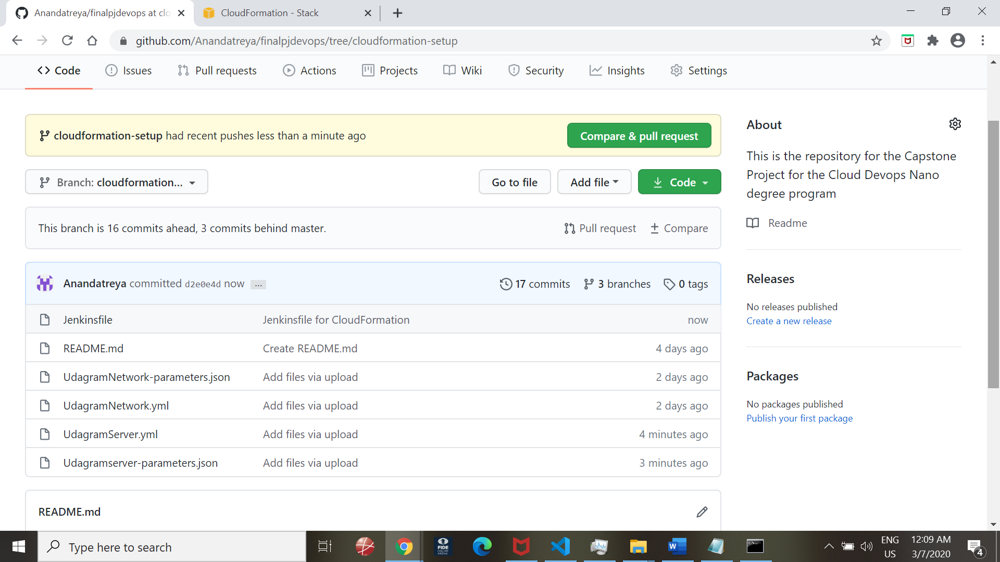 Anandatreya/finalpjdevops at clo
CloudFormation - Stack
github.com/Anandatreya/finalpjdevops/tree/cloudformation-setup
Code
Issues
Pull requests
Actions
Projects
Wiki
Security
Insights
Settings
cloudformation-setup had recent pushes less than a minute ago
Compare & pull request
Branch: cloudformation...
Go to file
Add file
Code
This branch is 16 commits ahead, 3 commits behind master.
Pull request
Compare
Anandatreya committed d2e0e4d now ...
17 commits
3 branches
0 tags
Jenkinsfile
Jenkinsfile for CloudFormation
now
README.md
Create README.md
4 days ago
UdagramNetwork-parameters.json
Add files via upload
2 days ago
UdagramNetwork.yml
Add files via upload
2 days ago
UdagramServer.yml
Add files via upload
4 minutes ago
Udagramserver-parameters.json
Add files via upload
3 minutes ago
README.md
About
This is the repository for the Capstone
Project for the Cloud Devops Nano
degree program
Readme
Releases
No releases published
Create a new release
Packages
No packages published
Publish your first package
Type here to search
FIDE
ONLINE
ARENA
W
C:\_
ENG
US
12:09 AM
3/7/2020
4